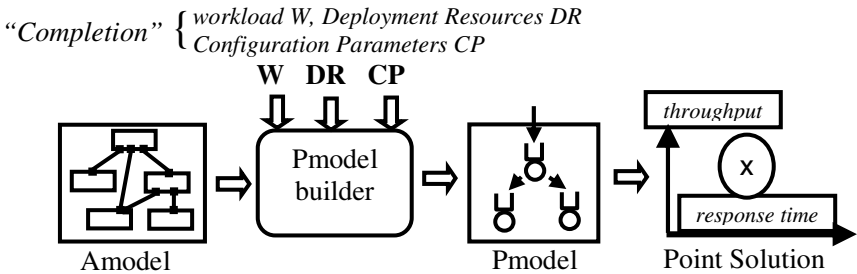 “Completion” { workload W, Deployment Resources DR
Configuration Parameters CP
W DR CP
throughput
Pmodel
builder
x
response time
Amodel
Pmodel
Point Solution